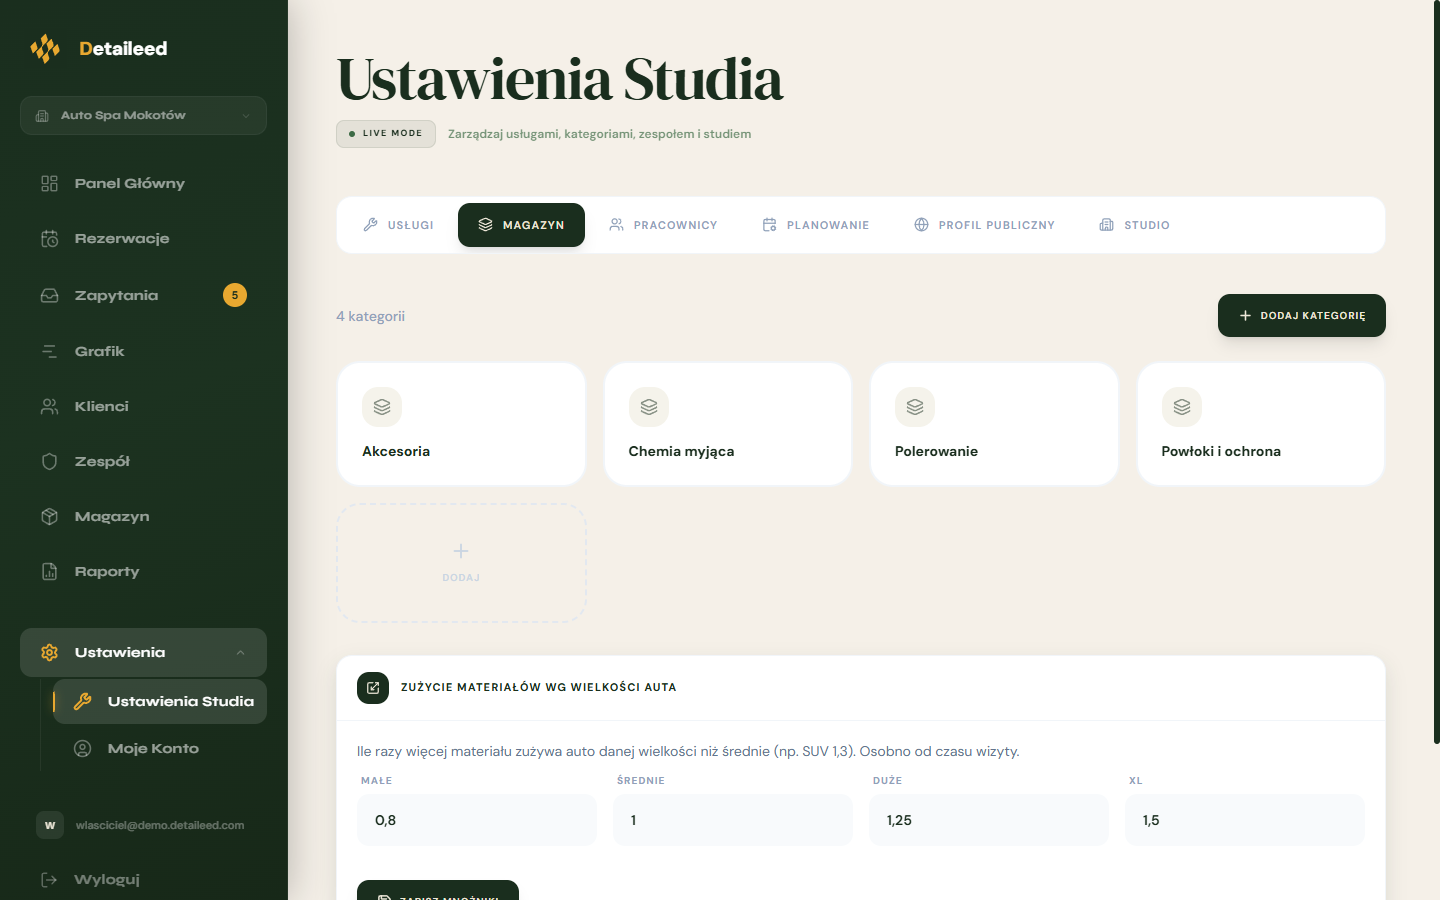 Detaileed
Auto Spa Mokotów
Panel Główny
Rezerwacje
Zapytania
5
Grafik
Klienci
Zespół
Magazyn
Raporty
Ustawienia
Ustawienia Studia
Moje Konto
W
wlasciciel@demo.detaileed.com
Wyloguj
Ustawienia Studia
LIVE MODE
Zarządzaj usługami, kategoriami, zespołem i studiem
USŁUGI
MAGAZYN
PRACOWNICY
PLANOWANIE
PROFIL PUBLICZNY
STUDIO
4 kategorii
DODAJ KATEGORIĘ
Akcesoria
Chemia myjąca
Polerowanie
Powłoki i ochrona
DODAJ
ZUŻYCIE MATERIAŁÓW WG WIELKOŚCI AUTA
Ile razy więcej materiału zużywa auto danej wielkości niż średnie (np. SUV 1,3). Osobno od czasu wizyty.
MAŁE
ŚREDNIE
DUŻE
XL
0,8
1
1,25
1,5
ZAPISZ MNOŻNIKI